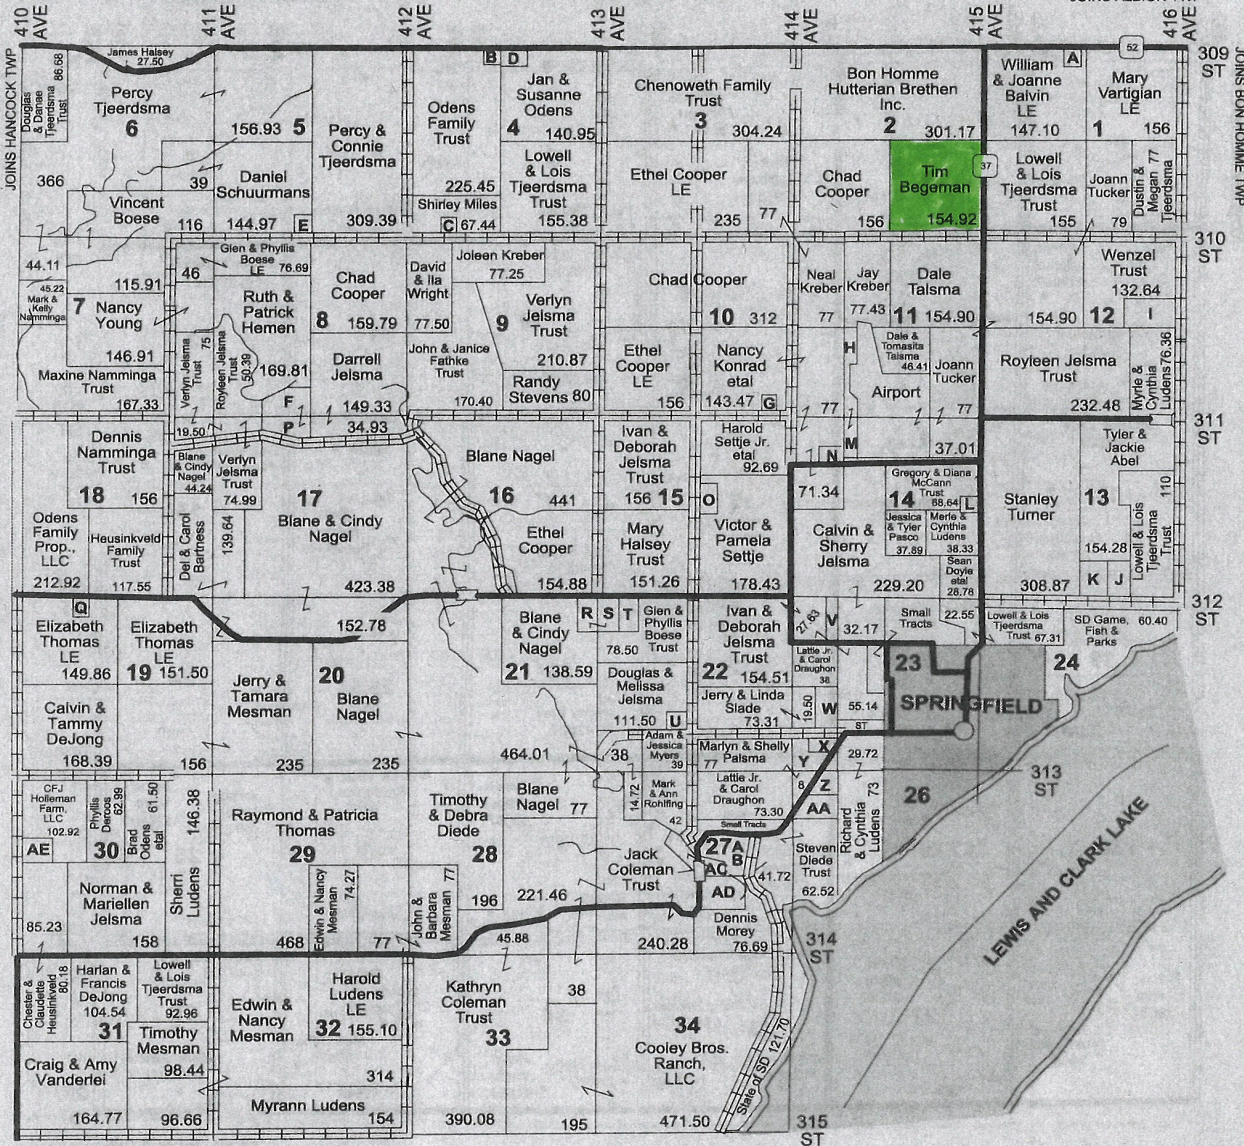 JOINS ALBION TWP
410
AVE
411
AVE
412
AVE
413
AVE
414
AVE
415
AVE
416
AVE
JOINS HANCOCK TWP
JOINS BON HOMME TWP
309
ST
52
37
James Halsey
27.50
Douglas
& Danae
Tjeerdsma
Trust
86.68
Percy
Tjeerdsma
6
366
39
Vincent
Boese
116
156.93
5
Daniel
Schuurmans
144.97
E
Percy &
Connie
Tjeerdsma
309.39
Odens
Family
Trust
225.45
Shirley Miles
C
67.44
B
D
Jan &
Susanne
Odens
4
140.95
Lowell
& Lois
Tjeerdsma
Trust
155.38
Chenoweth Family
Trust
3
304.24
Ethel Cooper
LE
235
77
Bon Homme
Hutterian Brethen
Inc.
2
301.17
Chad
Cooper
156
Tim
Begeman
154.92
William
& Joanne
Balvin
LE
147.10
A
Mary
Vartigian
LE
1
156
Lowell
& Lois
Tjeerdsma
Trust
155
Joann
Tucker
79
Dustin &
Megan 77
Tjeerdsma
310
ST
44.11
115.91
45.22
Mark &
Kelly
Namminga
7
Nancy
Young
146.91
Maxine Namminga
Trust
167.33
46
Glen & Phyllis
Boese
LE
76.69
Ruth &
Patrick
Hemen
169.81
Verlyn Jelsma
Trust
75
Royleen Jelsma
Trust
50.39
F
P
19.50
Chad
Cooper
8
159.79
Darrell
Jelsma
149.33
34.93
David
& Ila
Wright
77.50
Joleen Kreber
77.25
9
Verlyn
Jelsma
Trust
210.87
John & Janice
Fathke
Trust
170.40
Randy
Stevens 80
Chad Cooper
10
312
Ethel
Cooper
LE
156
Nancy
Konrad
etal
143.47
G
Neal
Kreber
77
Jay
Kreber
77.43
Dale
Talsma
11
154.90
H
Dale &
Tomasita
Talsma
46.41
Joann
Tucker
77
Airport
77
M
N
37.01
154.90
Wenzel
Trust
132.64
12
I
Royleen Jelsma
Trust
232.48
Myrle &
Cynthia
Ludens 76.36
311
ST
Dennis
Namminga
Trust
18
156
Odens
Family
Prop.,
LLC
212.92
Heusinkveld
Family
Trust
117.55
Blane
& Cindy
Nagel
44.24
Verlyn
Jelsma
Trust
74.99
Del & Carol
Bartness
139.64
17
Blane & Cindy
Nagel
423.38
Blane Nagel
16
441
Ethel
Cooper
154.88
Ivan &
Deborah
Jelsma
Trust
156
15
Mary
Halsey
Trust
151.26
Harold
Settje Jr.
etal
92.69
O
Victor &
Pamela
Settje
178.43
71.34
Calvin &
Sherry
Jelsma
229.20
Gregory & Diana
McCann
Trust
14
68.64
L
Jessica
& Tyler
Pasco
37.89
Merle &
Cynthia
Ludens
38.33
Sean
Doyle
etal
28.78
Stanley
Turner
308.87
Tyler &
Jackie
Abel
13
154.28
K
J
Lowell & Lois
Tjeerdsma
Trust
110
312
ST
Q
Elizabeth
Thomas
LE
149.86
Elizabeth
Thomas
LE
19
151.50
Calvin &
Tammy
DeJong
168.39
156
152.78
20
Jerry &
Tamara
Mesman
235
Blane
Nagel
235
Blane
& Cindy
Nagel
21
138.59
464.01
R
S
T
Glen &
Phyllis
Boese
Trust
78.50
Douglas &
Melissa
Jelsma
111.50
U
Ivan &
Deborah
Jelsma
Trust
22
154.51
Jerry & Linda
Slade
73.31
27.63
V
32.17
Small
Tracts
22.55
Lattie Jr.
& Carol
Draughon
38
19.50
W
55.14
ST
23
SPRINGFIELD
Lowell & Lois
Tjeerdsma
Trust 67.31
SD Game,
Fish &
Parks
60.40
24
313
ST
CFJ
Holleman
Farm,
LLC
102.92
AE
Phyllis
Deroos
62.99
30
Brad
Odens
etal
61.50
Sherri
Ludens
146.38
Norman &
Mariellen
Jelsma
158
85.23
Raymond & Patricia
Thomas
29
468
Edwin & Nancy
Mesman
74.27
77
Timothy
& Debra
Diede
28
196
John &
Barbara
Mesman
77
Blane
Nagel
77
221.46
38
Adam &
Jessica
Myers
39
14.72
Mark
& Ann
Rohlfing
42
Jack
Coleman
Trust
240.28
45.88
Marlyn & Shelly
Palsma
77
Lattie Jr.
& Carol
Draughon
73.30
Small Tracts
X
Y
8
Z
AA
29.72
Richard
& Cynthia
Ludens
73
26
27
A
B
AC
AD
41.72
Steven
Diede
Trust
62.52
Dennis
Morey
76.69
LEWIS AND CLARK LAKE
314
ST
Chester &
Claudette
Heusinkveld
80.18
Harlan &
Francis
DeJong
104.54
31
Lowell
& Lois
Tjeerdsma
Trust
92.96
Timothy
Mesman
98.44
Craig & Amy
Vanderlei
164.77
96.66
Edwin &
Nancy
Mesman
Harold
Ludens
LE
32
155.10
314
Myrann Ludens
154
Kathryn
Coleman
Trust
33
390.08
38
195
34
Cooley Bros.
Ranch,
LLC
471.50
State of SD 121.70
315
ST